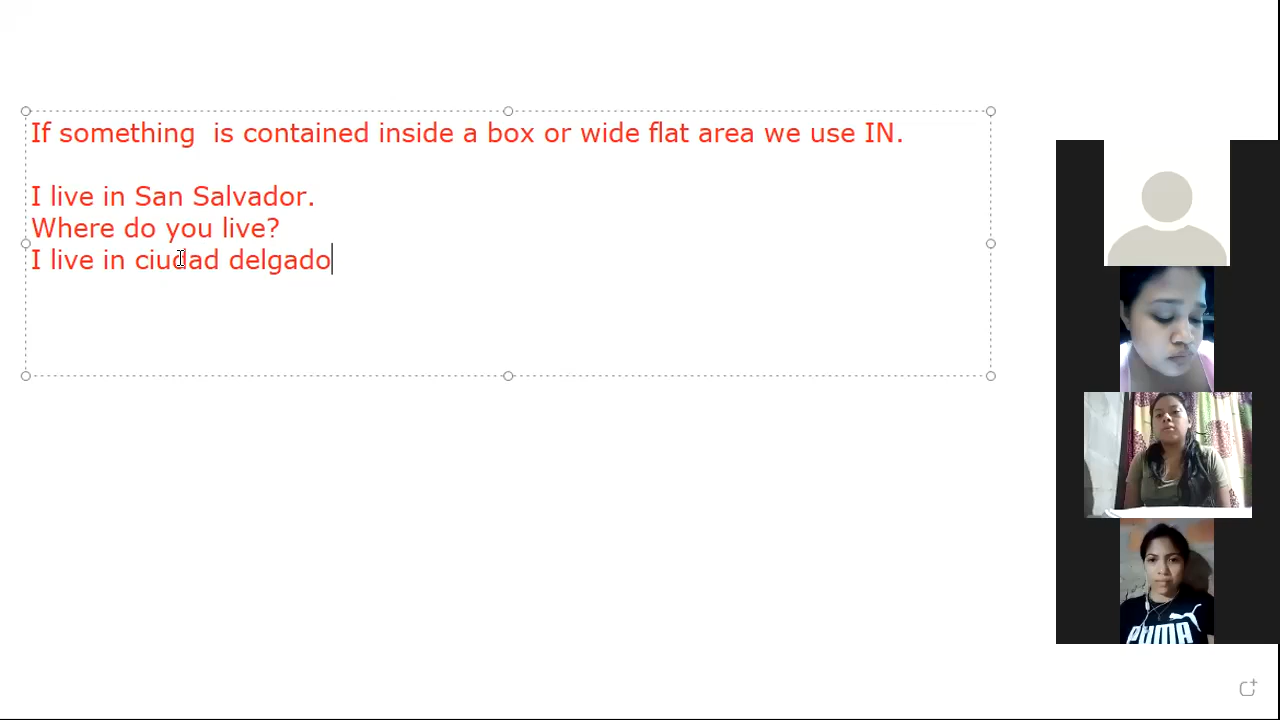 If something  is contained inside a box or wide flat area we use IN.
I live in San Salvador.
Where do you live?
I live in ciudad delgado
PUMA